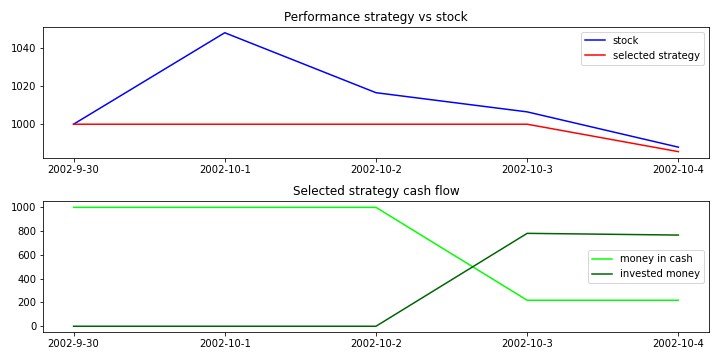 Performance strategy vs stock
1040
1020
1000
stock
selected strategy
2002-9-30 2002-10-1 2002-10-2 2002-10-3 2002-10-4
Selected strategy cash flow
1000
800
600
400
200
0
money in cash
invested money
2002-9-30 2002-10-1 2002-10-2 2002-10-3 2002-10-4